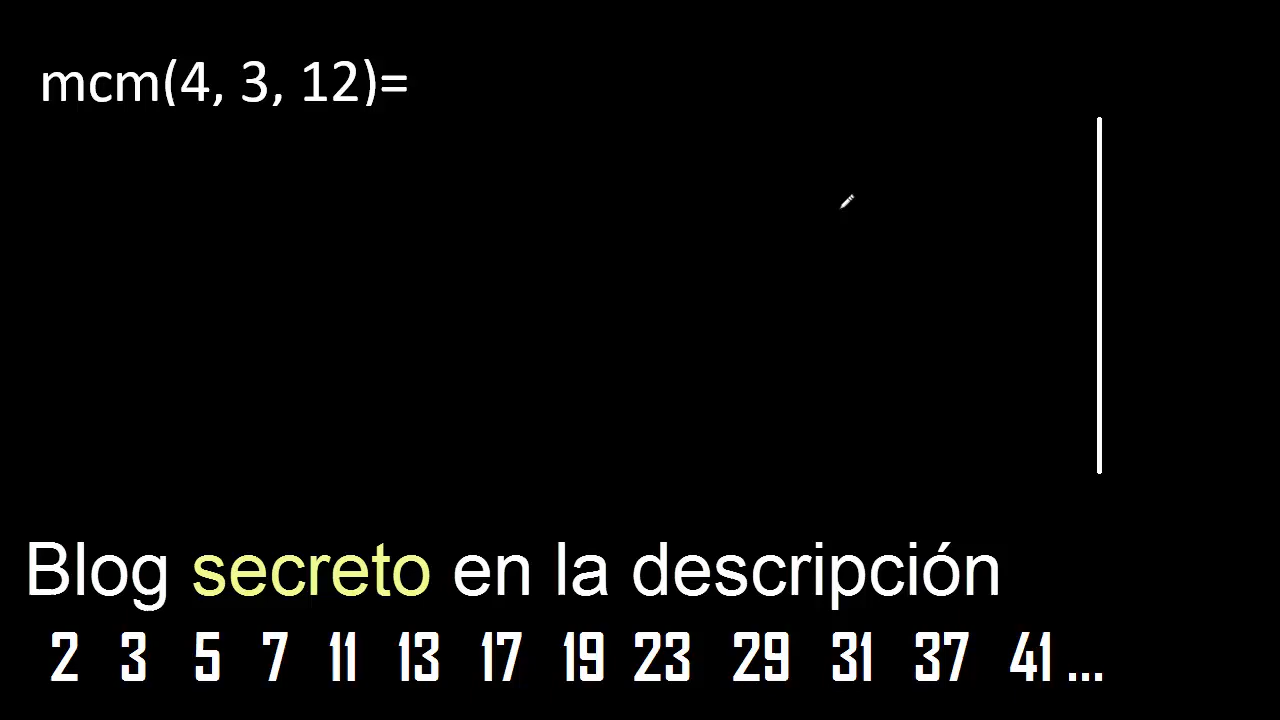 mcm(4, 3, 12)=
Blog secreto en la descripción
2 3 5 7 11 13 17 19 23 29 31 37 41 ...